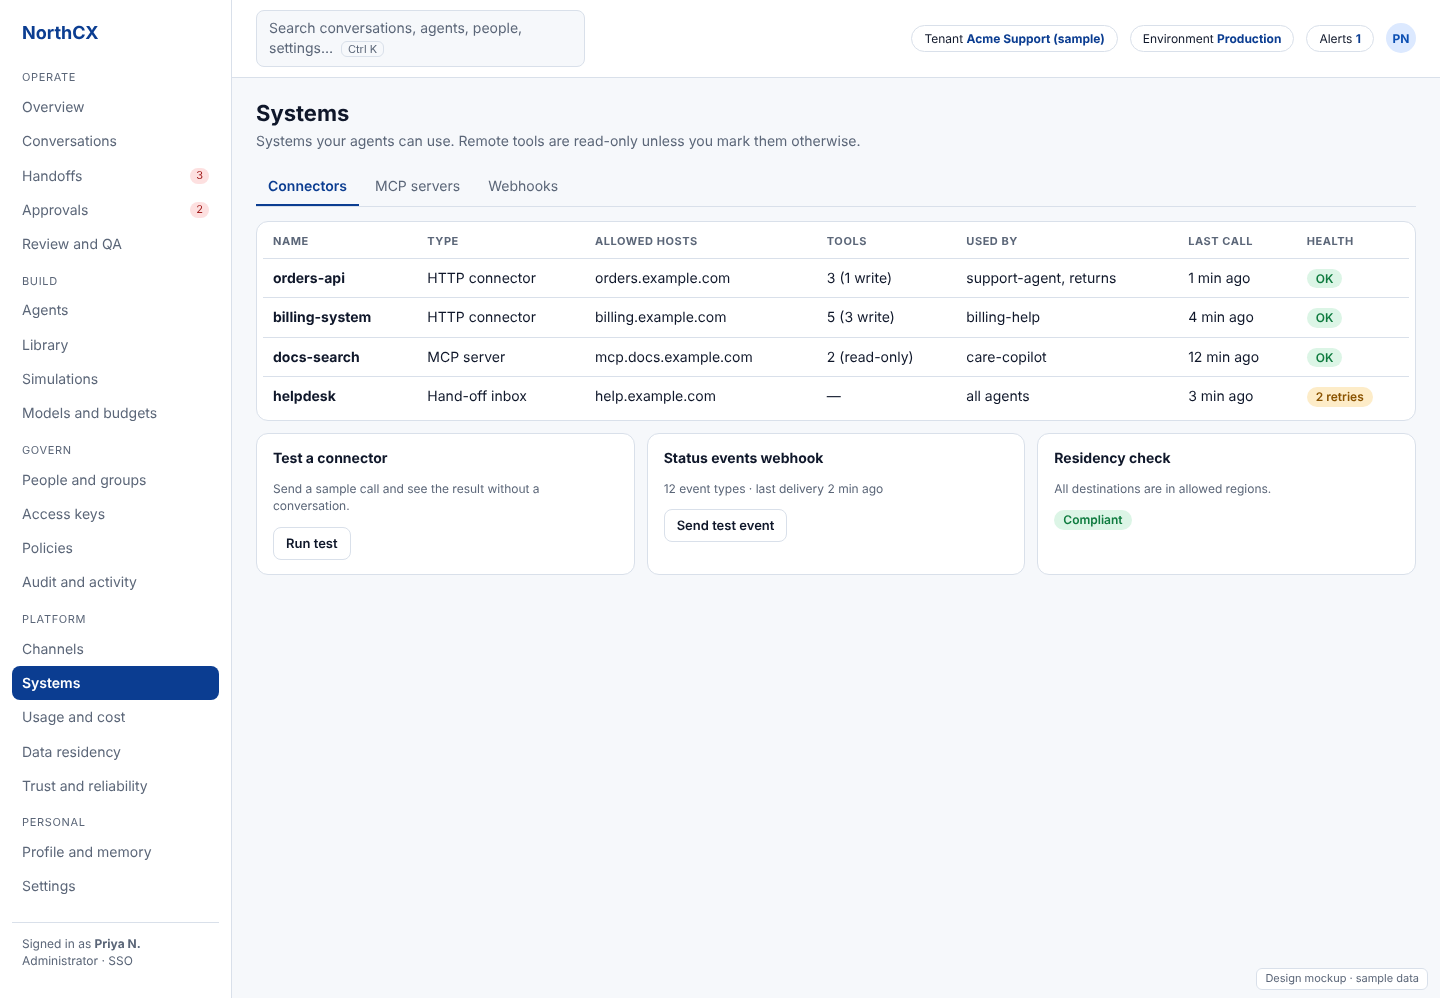 NorthCX
OPERATE
Overview
Conversations
Handoffs 3
Approvals 2
Review and QA
BUILD
Agents
Library
Simulations
Models and budgets
GOVERN
People and groups
Access keys
Policies
Audit and activity
PLATFORM
Channels
Systems
Usage and cost
Data residency
Trust and reliability
PERSONAL
Profile and memory
Settings
Signed in as Priya N.
Administrator · SSO
Search conversations, agents, people,
settings... Ctrl K
Tenant Acme Support (sample)
Environment Production
Alerts 1
PN
Systems
Systems your agents can use. Remote tools are read-only unless you mark them otherwise.
Connectors MCP servers Webhooks
NAME TYPE ALLOWED HOSTS TOOLS USED BY LAST CALL HEALTH
orders-api HTTP connector orders.example.com 3 (1 write) support-agent, returns 1 min ago OK
billing-system HTTP connector billing.example.com 5 (3 write) billing-help 4 min ago OK
docs-search MCP server mcp.docs.example.com 2 (read-only) care-copilot 12 min ago OK
helpdesk Hand-off inbox help.example.com — all agents 3 min ago 2 retries
Test a connector
Send a sample call and see the result without a
conversation.
Run test
Status events webhook
12 event types · last delivery 2 min ago
Send test event
Residency check
All destinations are in allowed regions.
Compliant
Design mockup · sample data